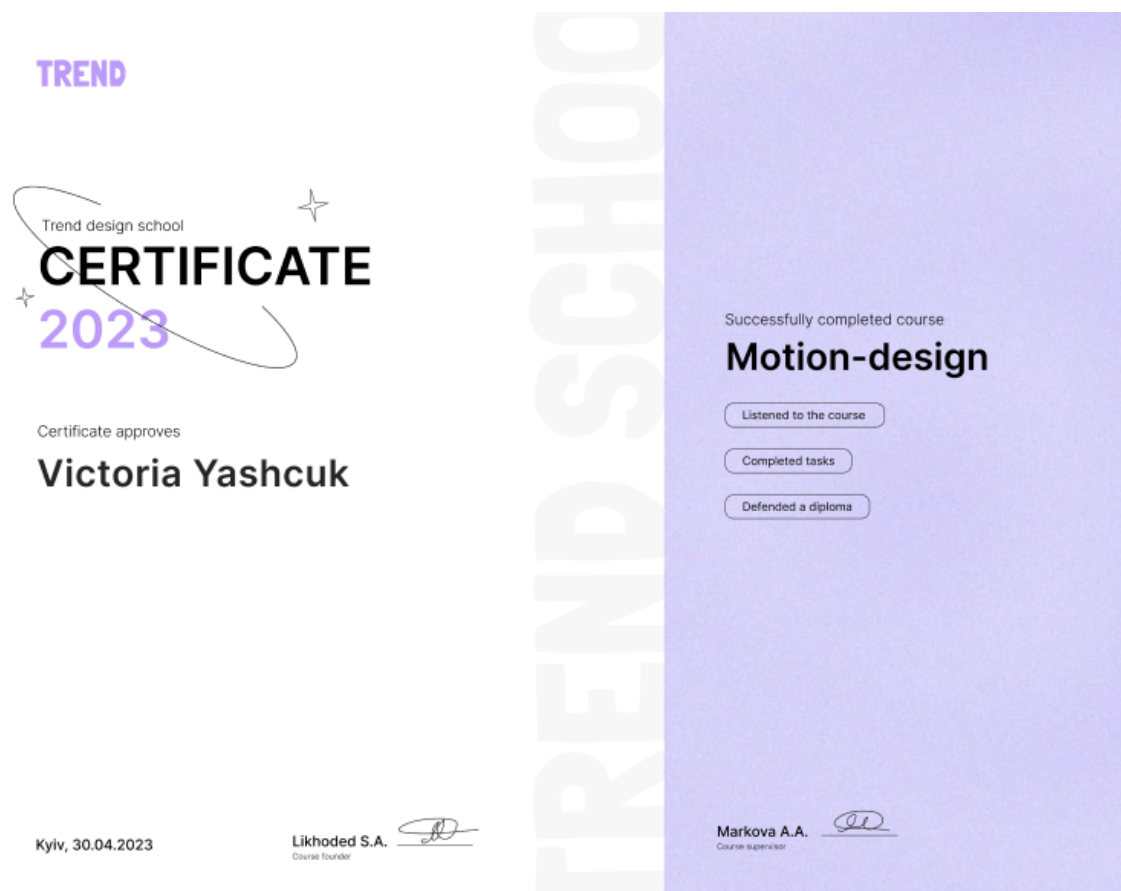 TREND
Trend design school
CERTIFICATE
2023
Certificate approves
Victoria Yashcuk
Kyiv, 30.04.2023
Likhoded S.A.
Course founder
TREND SCHOO
Successfully completed course
Motion-design
Listened to the course
Completed tasks
Defended a diploma
Markova A.A.
Course supervisor